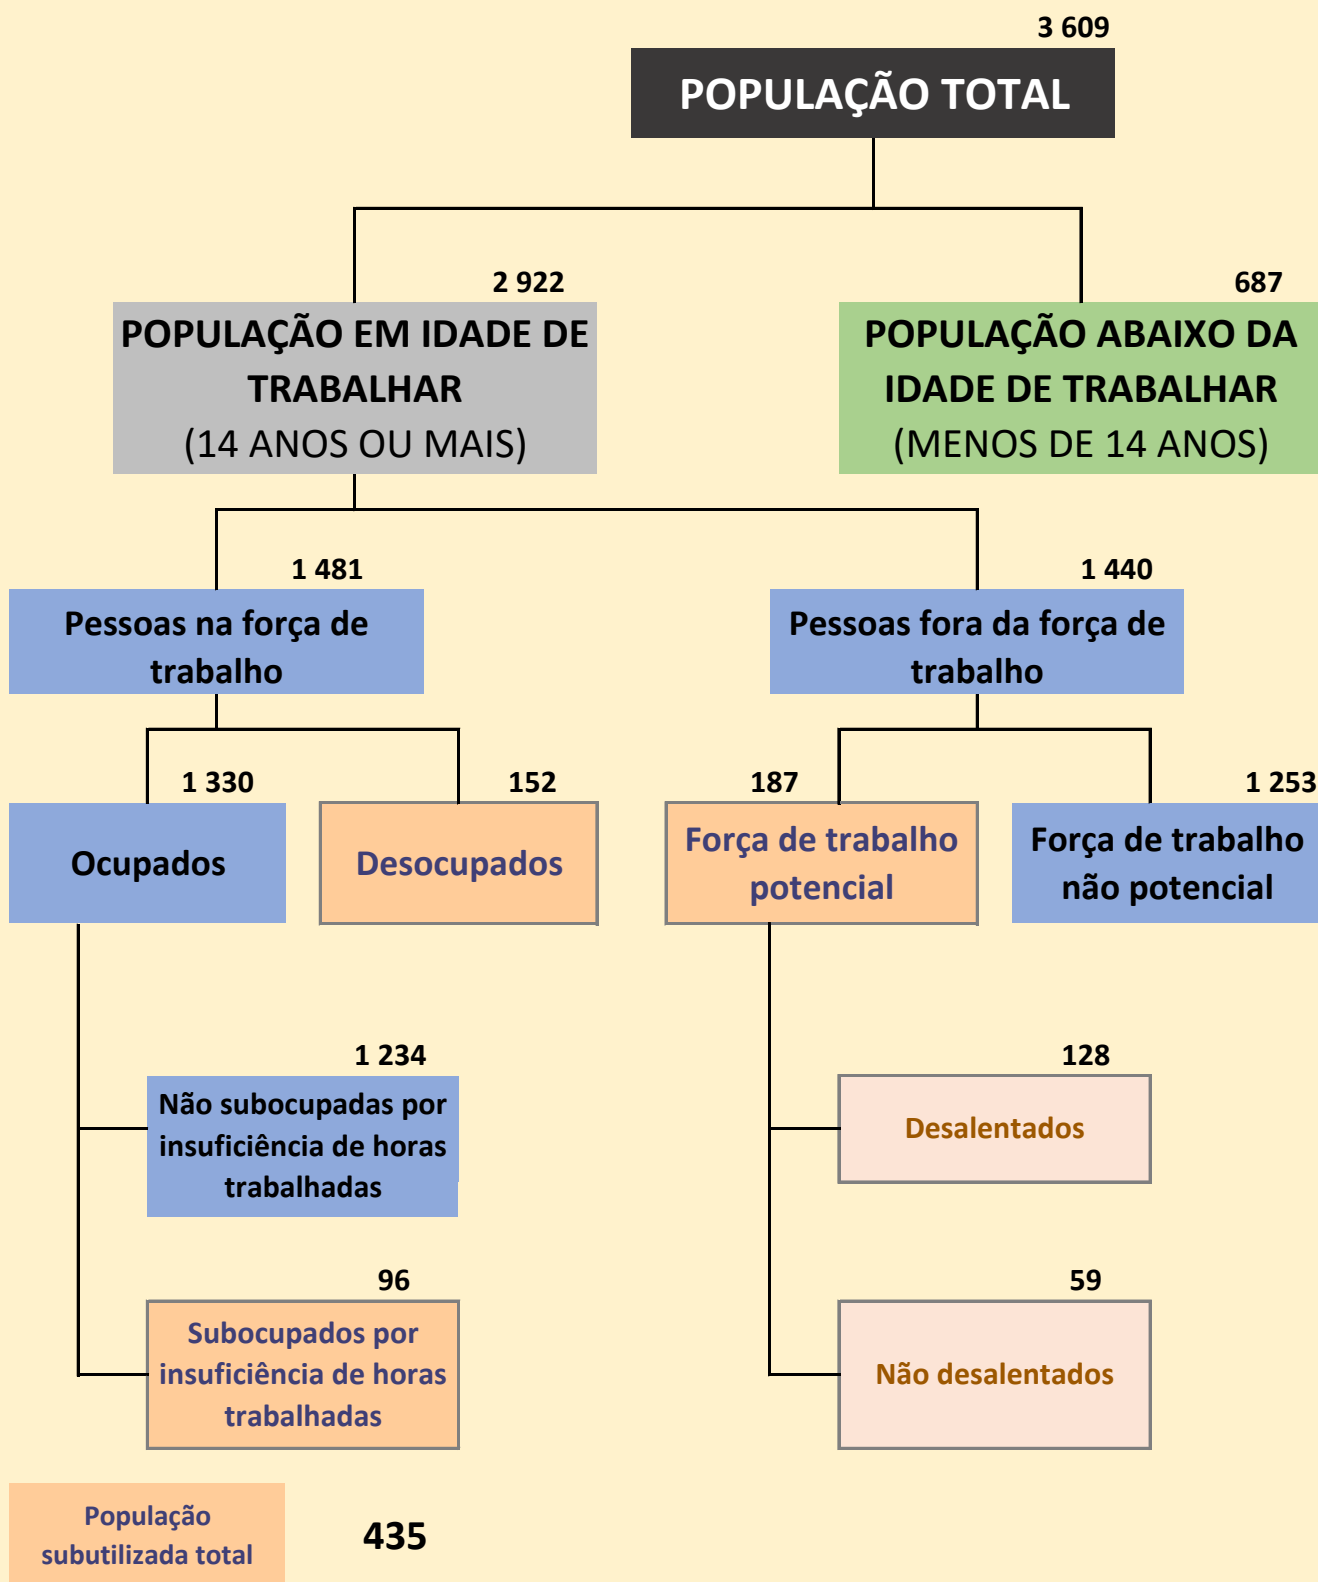 3 609
POPULAÇÃO TOTAL
2 922
POPULAÇÃO EM IDADE DE
TRABALHAR
(14 ANOS OU MAIS)
687
POPULAÇÃO ABAIXO DA
IDADE DE TRABALHAR
(MENOS DE 14 ANOS)
1 481
Pessoas na força de
trabalho
1 440
Pessoas fora da força de
trabalho
1 330
Ocupados
152
Desocupados
187
Força de trabalho
potencial
1 253
Força de trabalho
não potencial
1 234
Não subocupadas por
insuficiência de horas
trabalhadas
128
Desalentados
96
Subocupados por
insuficiência de horas
trabalhadas
59
Não desalentados
População
subutilizada total
435